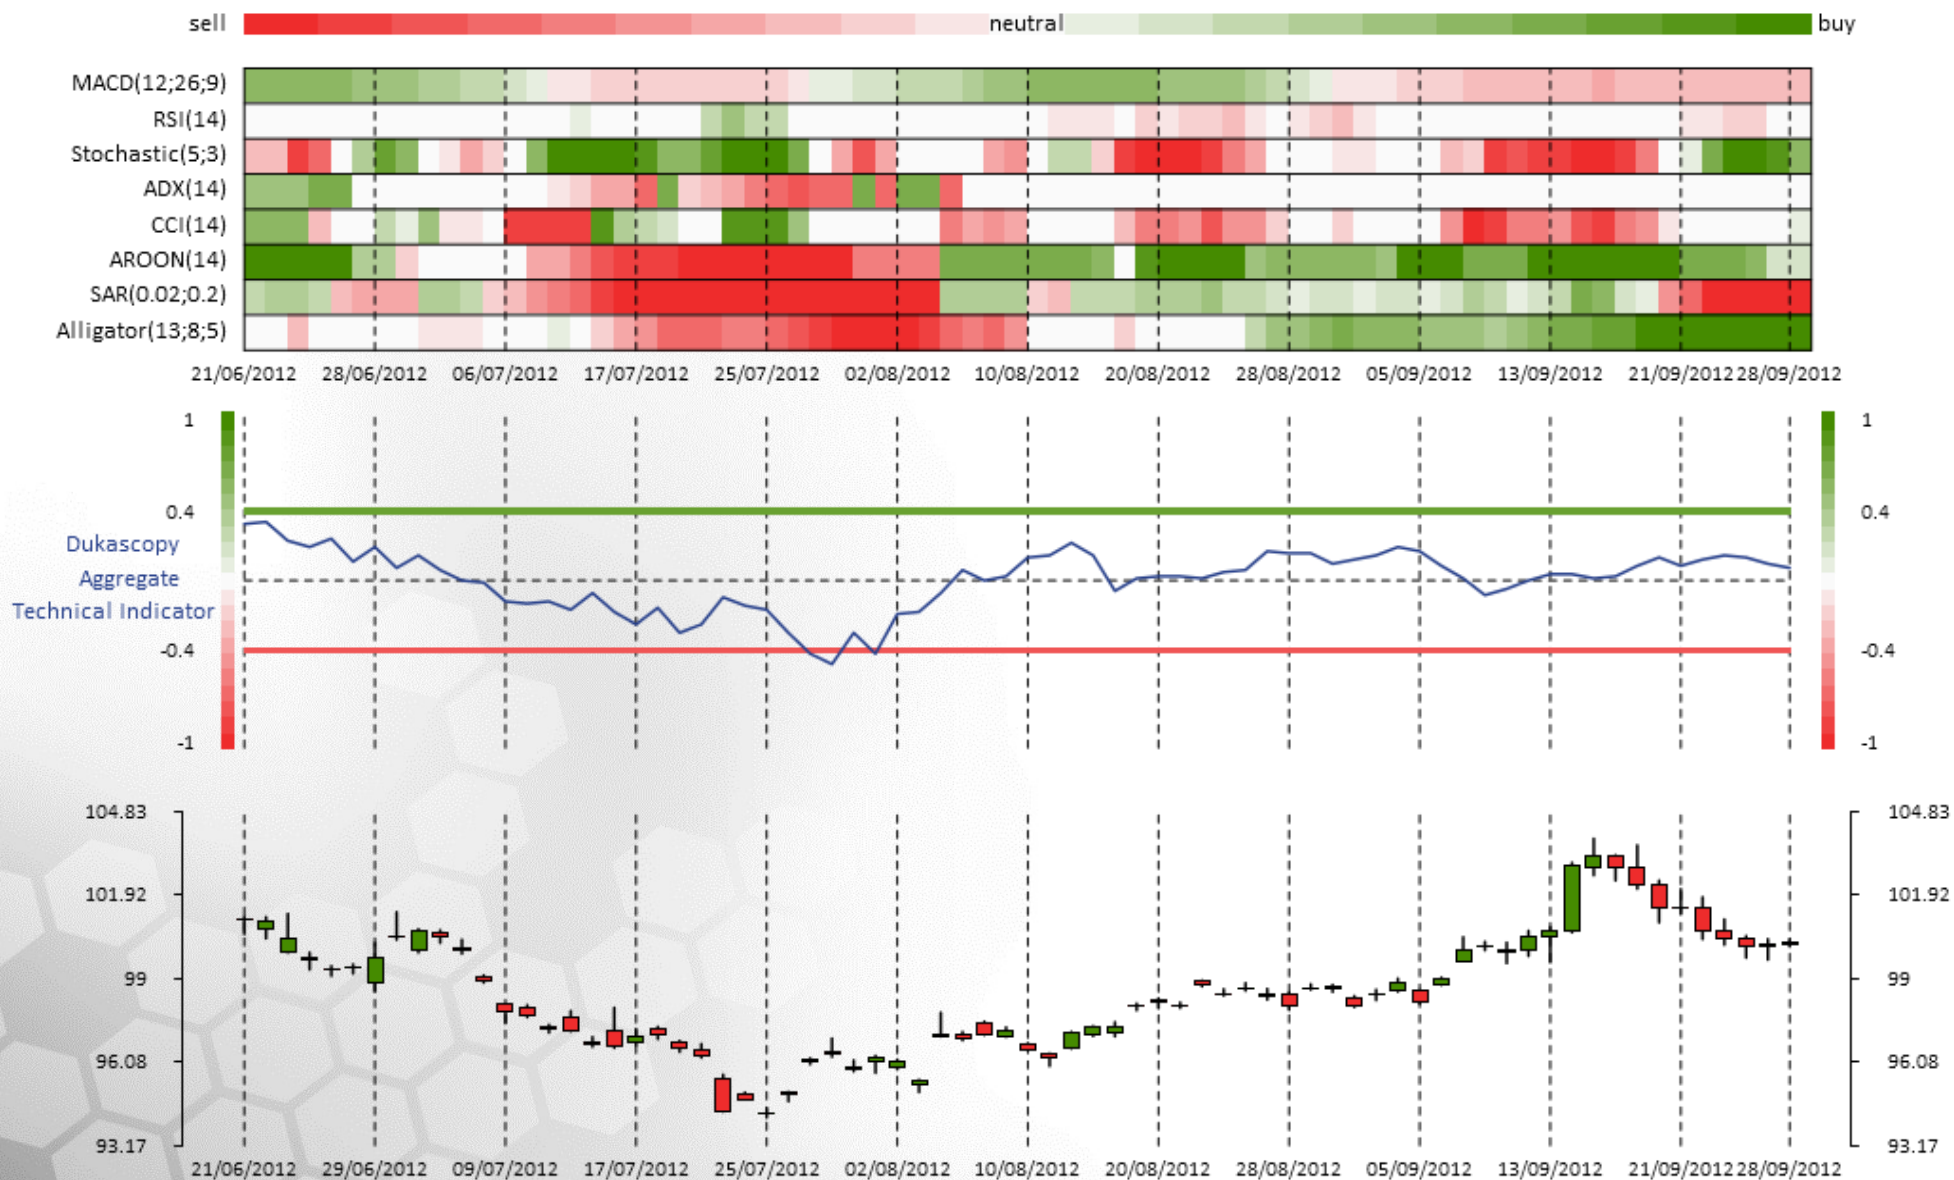 sell neutral buy
MACD(12;26;9)
RSI(14)
Stochastic(5;3)
ADX(14)
CCI(14)
AROON(14)
SAR(0.02;0.2)
Alligator(13;8;5)
21/06/2012 28/06/2012 06/07/2012 17/07/2012 25/07/2012 02/08/2012 10/08/2012 20/08/2012 28/08/2012 05/09/2012 13/09/2012 21/09/2012 28/09/2012
1 1
0.4 0.4
Dukascopy
Aggregate
Technical Indicator
-0.4 -0.4
-1 -1
104.83 104.83
101.92 101.92
99 99
96.08 96.08
93.17 93.17
21/06/2012 29/06/2012 09/07/2012 17/07/2012 25/07/2012 02/08/2012 10/08/2012 20/08/2012 28/08/2012 05/09/2012 13/09/2012 21/09/2012 28/09/2012